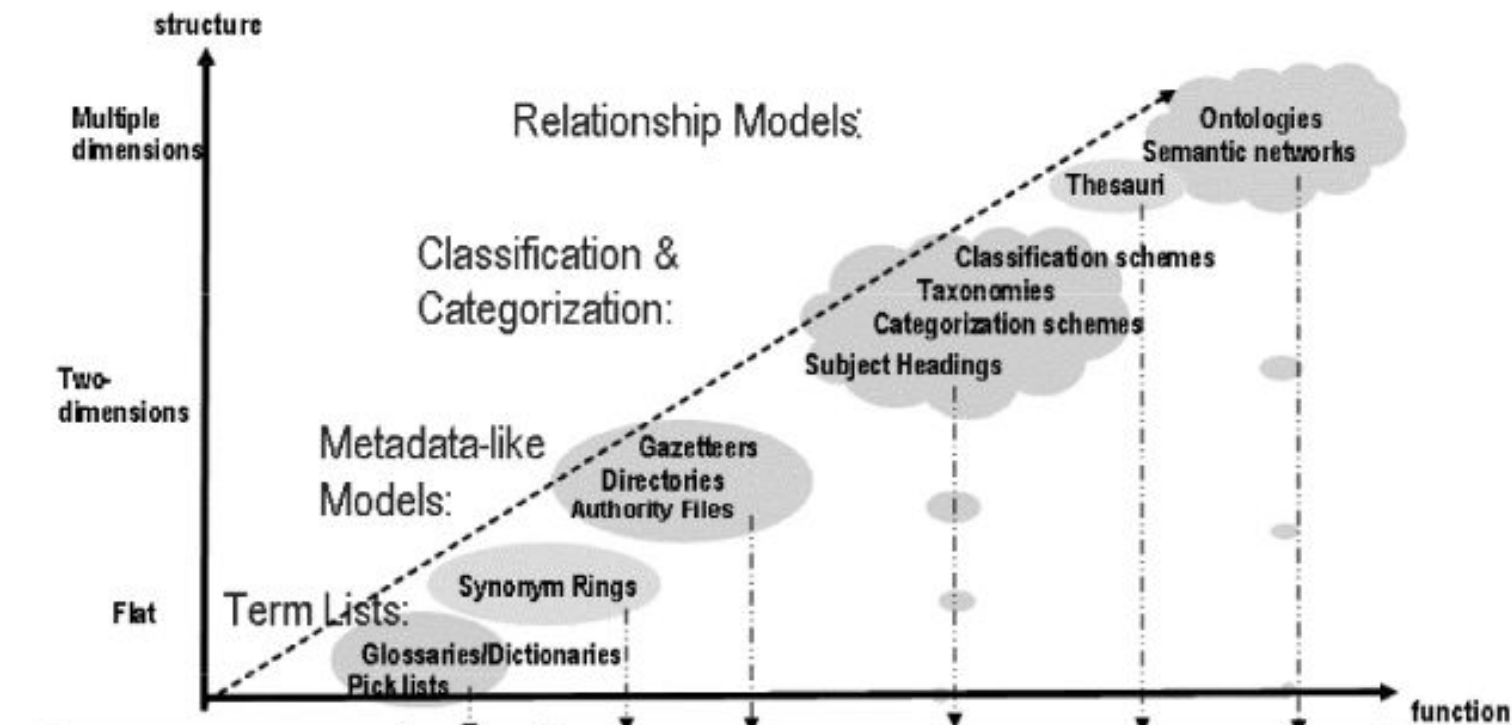 structure
Multiple
dimensions
Relationship Models:
Ontologies
Semantic networks
Thesauri
Classification &
Categorization:
Classification schemes
Taxonomies
Categorization schemes
Subject Headings
Two-
dimensions
Metadata-like
Models:
Gazetteers
Directories
Authority Files
Synonym Rings
Flat
Term Lists:
Glossaries/Dictionaries
Pick lists
function